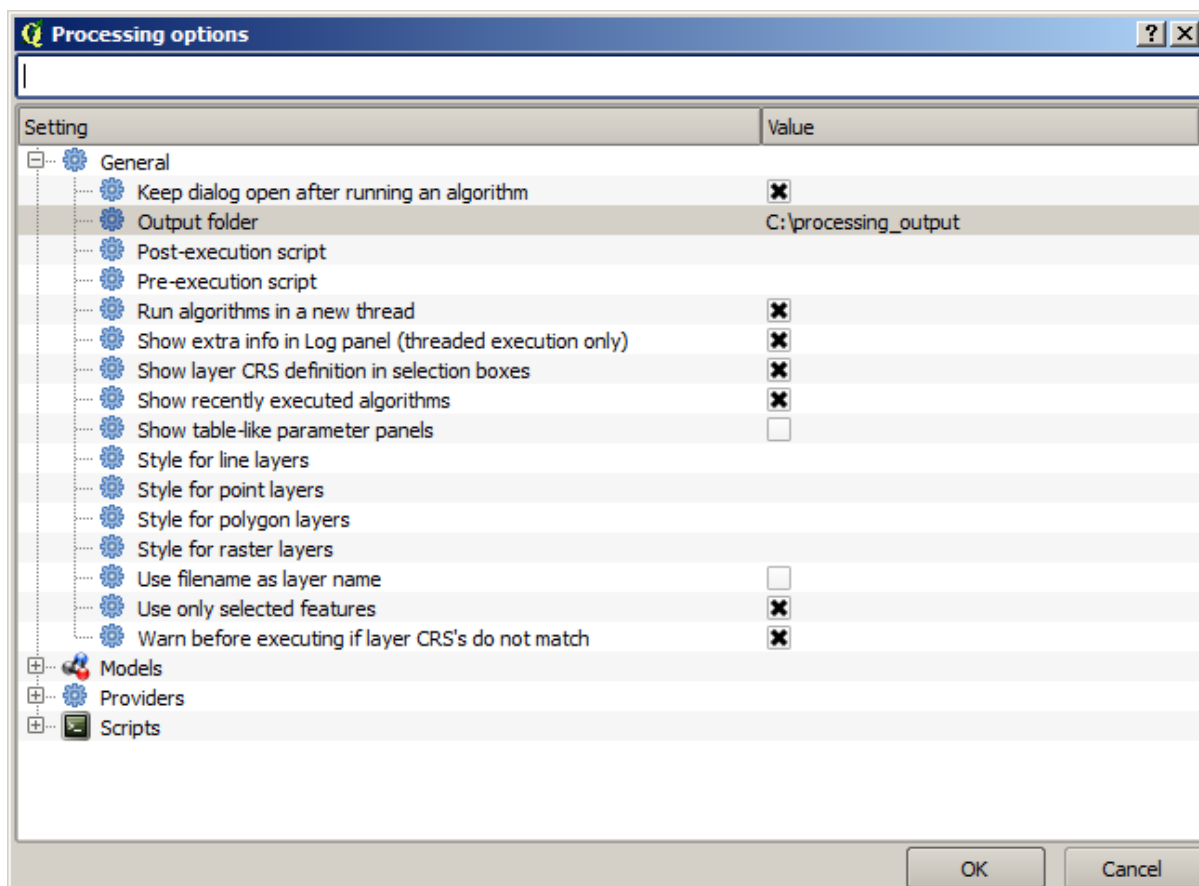 Processing options
Setting Value
General
Keep dialog open after running an algorithm
Output folder C:\processing_output
Post-execution script
Pre-execution script
Run algorithms in a new thread
Show extra info in Log panel (threaded execution only)
Show layer CRS definition in selection boxes
Show recently executed algorithms
Show table-like parameter panels
Style for line layers
Style for point layers
Style for polygon layers
Style for raster layers
Use filename as layer name
Use only selected features
Warn before executing if layer CRS's do not match
Models
Providers
Scripts
OK Cancel